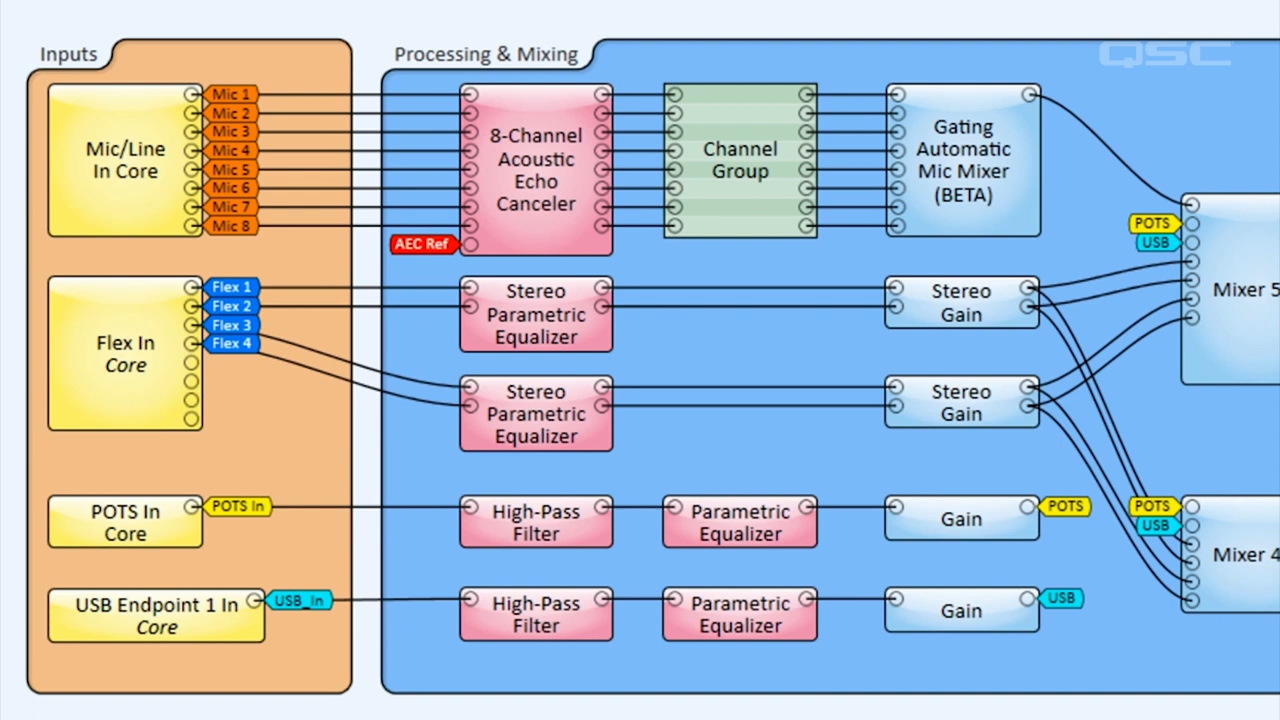 QSC
Inputs
Processing & Mixing
Mic/Line
In Core
Mic 1
Mic 2
Mic 3
Mic 4
Mic 5
Mic 6
Mic 7
Mic 8
AEC Ref
8-Channel
Acoustic
Echo
Canceler
Channel
Group
Gating
Automatic
Mic Mixer
(BETA)
POTS
USB
Mixer 5
Flex In
Core
Flex 1
Flex 2
Flex 3
Flex 4
Stereo
Parametric
Equalizer
Stereo
Gain
Stereo
Parametric
Equalizer
Stereo
Gain
POTS In
Core
POTS In
High-Pass
Filter
Parametric
Equalizer
Gain
POTS
POTS
USB
Mixer 4
USB Endpoint 1 In
Core
USB_In
High-Pass
Filter
Parametric
Equalizer
Gain
USB